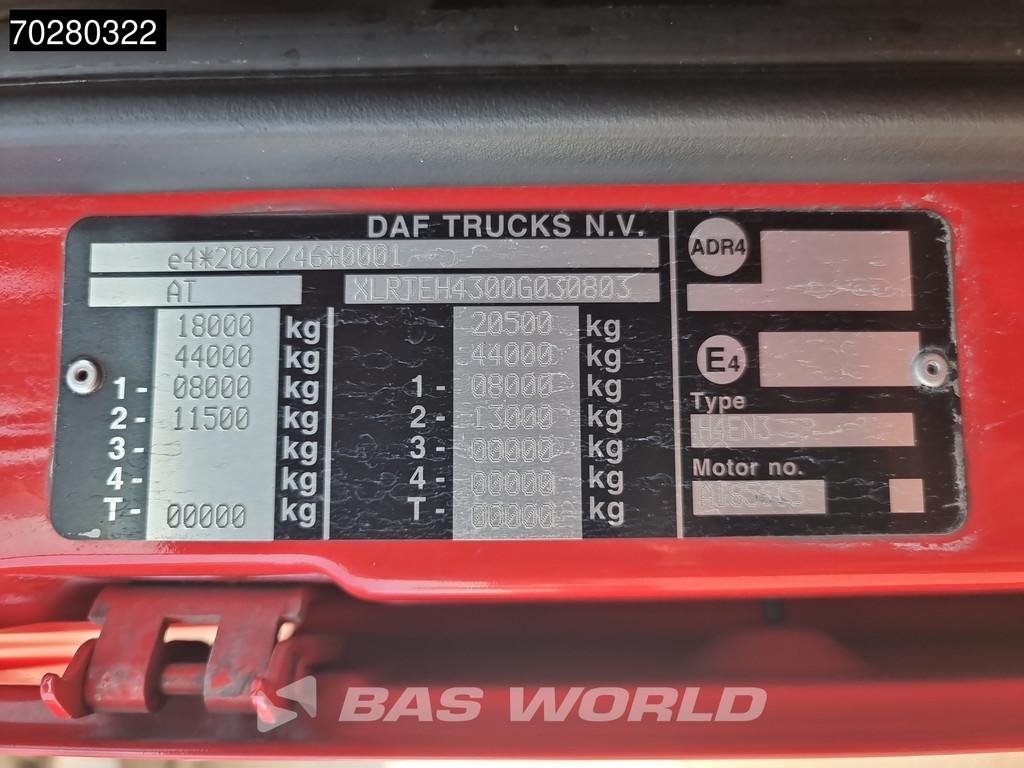 70280322
DAF TRUCKS N.V.
e4*2007/46*0001
AT XLRTEH4300G030803
18000 kg 20500 kg
44000 kg 44000 kg
1- 08000 kg 1- 08000 kg
2- 11500 kg 2- 13000 kg
3- kg 3- 00000 kg
4- kg 4- 00000 kg
T- 00000 kg T- 00000 kg
ADR4
E4
Type
H4EN3
Motor no.
BAS WORLD